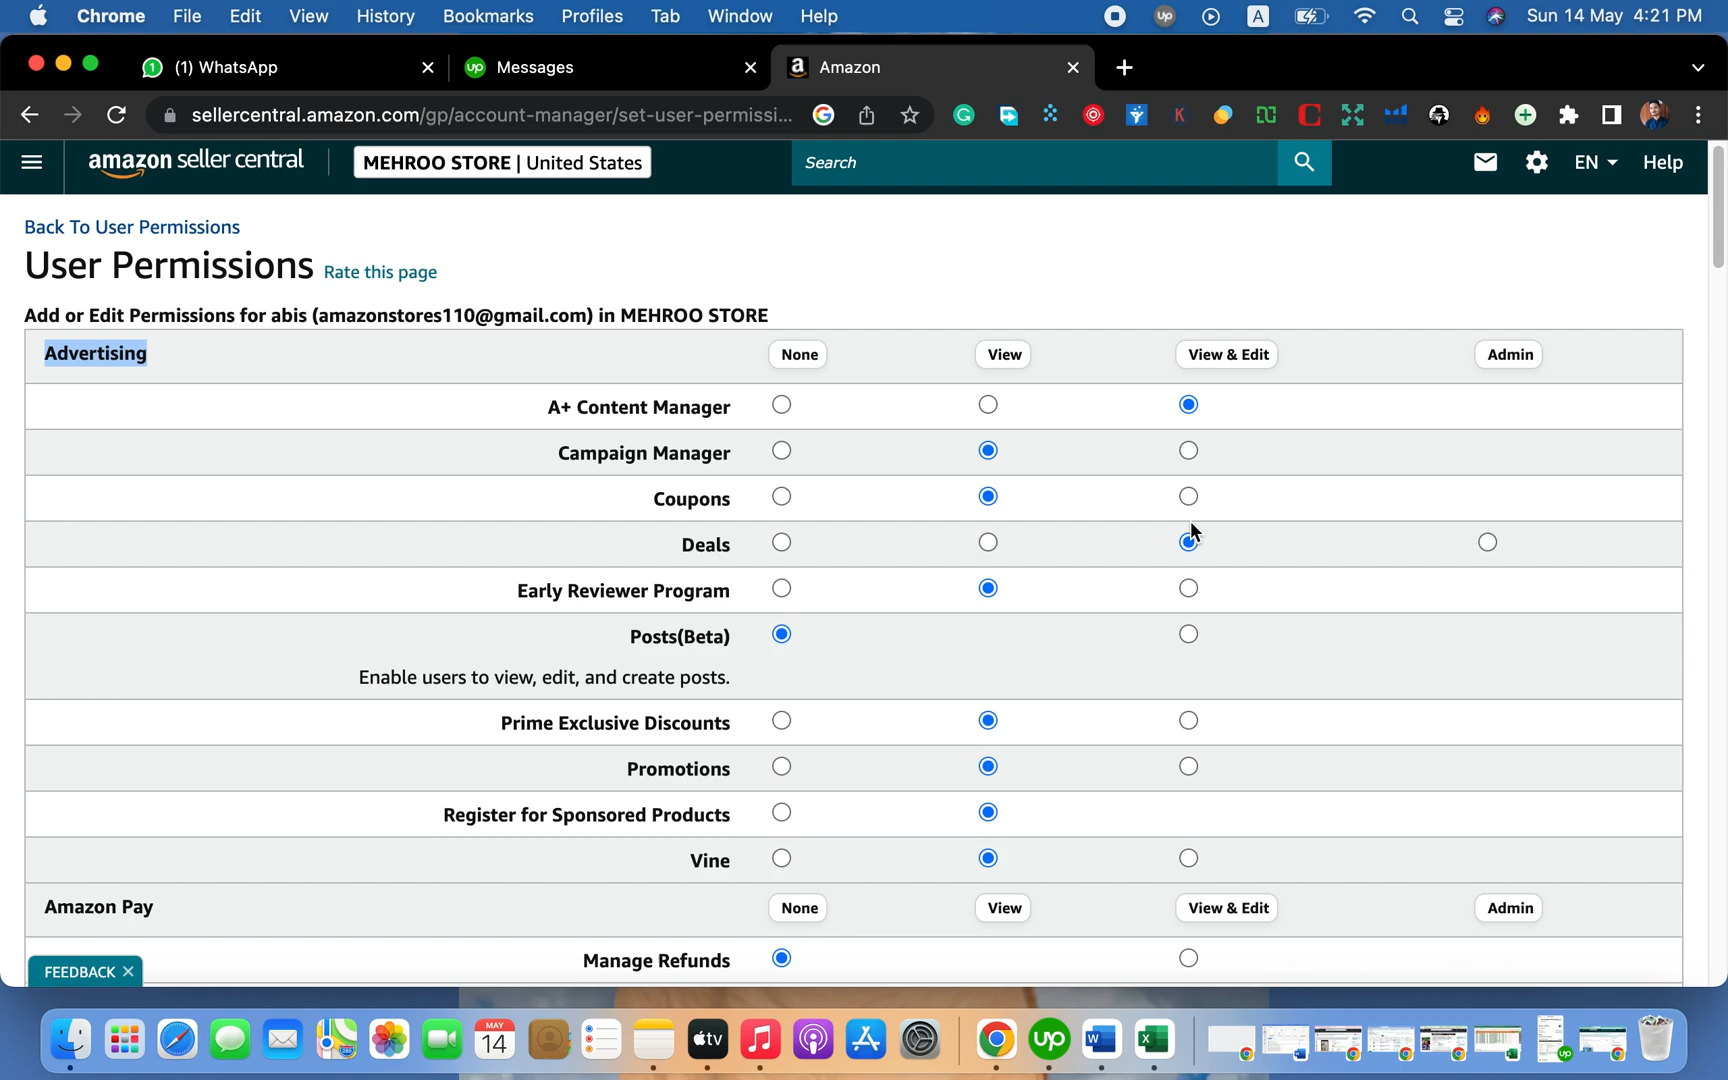 Chrome File Edit View History Bookmarks Profiles Tab Window Help UP A Sun 14 May 4:21 PM
1 (1) WhatsApp up Messages a Amazon
sellercentral.amazon.com/gp/account-manager/set-user-permissi...
amazon seller central MEHROO STORE | United States Search EN Help
Back To User Permissions
User Permissions Rate this page
Add or Edit Permissions for abis (amazonstores110@gmail.com) in MEHROO STORE
Advertising None View View & Edit Admin
A+ Content Manager
Campaign Manager
Coupons
Deals
Early Reviewer Program
Posts(Beta)
Enable users to view, edit, and create posts.
Prime Exclusive Discounts
Promotions
Register for Sponsored Products
Vine
Amazon Pay None View View & Edit Admin
Manage Refunds
FEEDBACK
MAY
14
tv
up
W
X